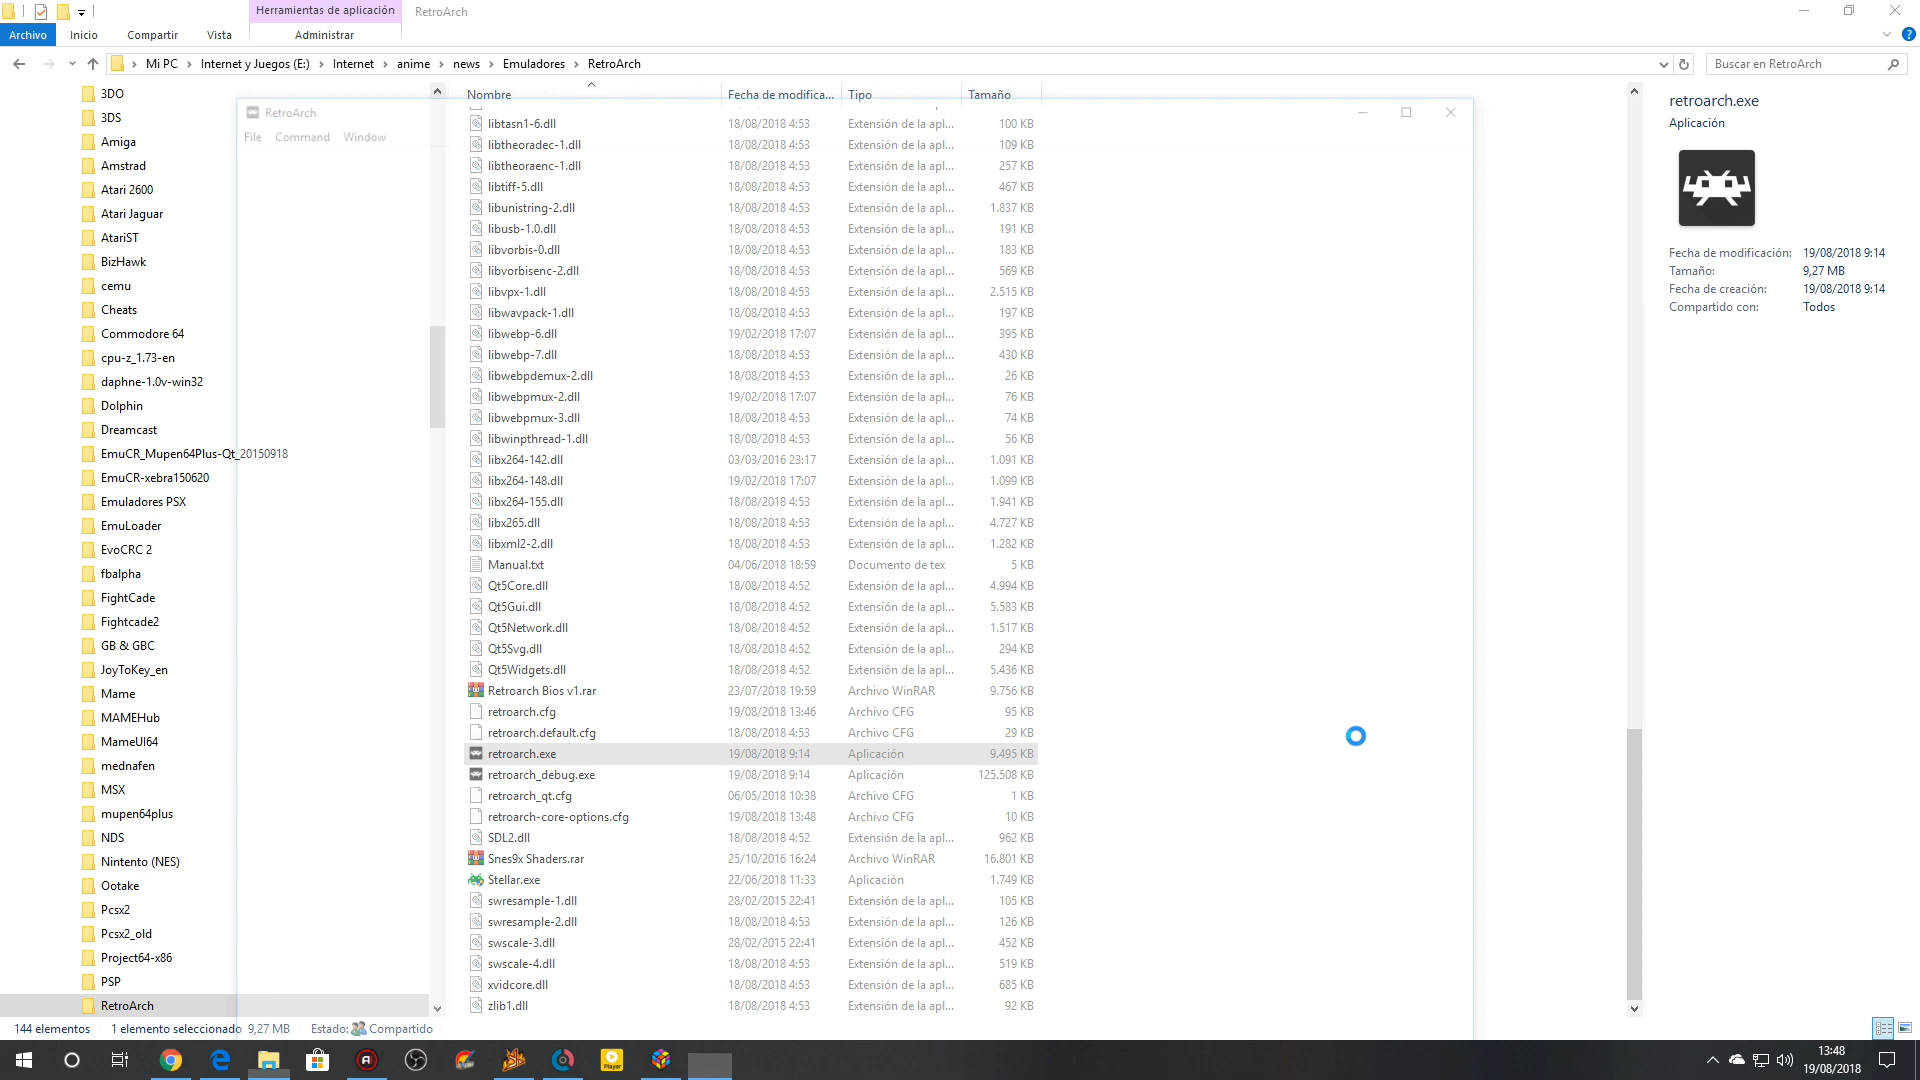 Herramientas de aplicación
RetroArch
Archivo
Inicio
Compartir
Vista
Administrar
Mi PC > Internet y Juegos (E:) > Internet > anime > news > Emuladores > RetroArch
Buscar en RetroArch
3DO
3DS
Amiga
Amstrad
Atari 2600
Atari Jaguar
AtariST
BizHawk
cemu
Cheats
Commodore 64
cpu-z_1.73-en
daphne-1.0v-win32
Dolphin
Dreamcast
EmuCR_Mupen64Plus-Qt_20150918
EmuCR-xebra150620
Emuladores PSX
EmuLoader
EvoCRC 2
fbalpha
FightCade
Fightcade2
GB & GBC
JoyToKey_en
Mame
MAMEHub
MameUI64
mednafen
MSX
mupen64plus
NDS
Nintento (NES)
Ootake
Pcsx2
Pcsx2_old
Project64-x86
PSP
RetroArch
RetroArch
File Command Window
Nombre Fecha de modifica... Tipo Tamaño
libtasn1-6.dll 18/08/2018 4:53 Extensión de la apl... 100 KB
libtheoradec-1.dll 18/08/2018 4:53 Extensión de la apl... 109 KB
libtheoraenc-1.dll 18/08/2018 4:53 Extensión de la apl... 257 KB
libtiff-5.dll 18/08/2018 4:53 Extensión de la apl... 467 KB
libunistring-2.dll 18/08/2018 4:53 Extensión de la apl... 1.837 KB
libusb-1.0.dll 18/08/2018 4:53 Extensión de la apl... 191 KB
libvorbis-0.dll 18/08/2018 4:53 Extensión de la apl... 183 KB
libvorbisenc-2.dll 18/08/2018 4:53 Extensión de la apl... 569 KB
libvpx-1.dll 18/08/2018 4:53 Extensión de la apl... 2.515 KB
libwavpack-1.dll 18/08/2018 4:53 Extensión de la apl... 197 KB
libwebp-6.dll 19/02/2018 17:07 Extensión de la apl... 395 KB
libwebp-7.dll 18/08/2018 4:53 Extensión de la apl... 430 KB
libwebpdemux-2.dll 18/08/2018 4:53 Extensión de la apl... 26 KB
libwebpmux-2.dll 19/02/2018 17:07 Extensión de la apl... 76 KB
libwebpmux-3.dll 18/08/2018 4:53 Extensión de la apl... 74 KB
libwinpthread-1.dll 18/08/2018 4:53 Extensión de la apl... 56 KB
libx264-142.dll 03/03/2016 23:17 Extensión de la apl... 1.091 KB
libx264-148.dll 19/02/2018 17:07 Extensión de la apl... 1.099 KB
libx264-155.dll 18/08/2018 4:53 Extensión de la apl... 1.941 KB
libx265.dll 18/08/2018 4:53 Extensión de la apl... 4.727 KB
libxml2-2.dll 18/08/2018 4:53 Extensión de la apl... 1.282 KB
Manual.txt 04/06/2018 18:59 Documento de tex 5 KB
Qt5Core.dll 18/08/2018 4:52 Extensión de la apl... 4.994 KB
Qt5Gui.dll 18/08/2018 4:52 Extensión de la apl... 5.583 KB
Qt5Network.dll 18/08/2018 4:52 Extensión de la apl... 1.517 KB
Qt5Svg.dll 18/08/2018 4:52 Extensión de la apl... 294 KB
Qt5Widgets.dll 18/08/2018 4:52 Extensión de la apl... 5.436 KB
Retroarch Bios v1.rar 23/07/2018 19:59 Archivo WinRAR 9.756 KB
retroarch.cfg 19/08/2018 13:46 Archivo CFG 95 KB
retroarch.default.cfg 18/08/2018 4:53 Archivo CFG 29 KB
retroarch.exe 19/08/2018 9:14 Aplicación 9.495 KB
retroarch_debug.exe 19/08/2018 9:14 Aplicación 125.508 KB
retroarch_qt.cfg 06/05/2018 10:38 Archivo CFG 1 KB
retroarch-core-options.cfg 19/08/2018 13:48 Archivo CFG 10 KB
SDL2.dll 18/08/2018 4:52 Extensión de la apl... 962 KB
Snes9x Shaders.rar 25/10/2016 16:24 Archivo WinRAR 16.801 KB
Stellar.exe 22/06/2018 11:33 Aplicación 1.749 KB
swresample-1.dll 28/02/2015 22:41 Extensión de la apl... 105 KB
swresample-2.dll 18/08/2018 4:53 Extensión de la apl... 126 KB
swscale-3.dll 28/02/2015 22:41 Extensión de la apl... 452 KB
swscale-4.dll 18/08/2018 4:53 Extensión de la apl... 519 KB
xvidcore.dll 18/08/2018 4:53 Extensión de la apl... 685 KB
zlib1.dll 18/08/2018 4:53 Extensión de la apl... 92 KB
retroarch.exe
Aplicación
Fecha de modificación: 19/08/2018 9:14
Tamaño: 9,27 MB
Fecha de creación: 19/08/2018 9:14
Compartido con: Todos
144 elementos 1 elemento seleccionado 9,27 MB Estado: Compartido
Player
13:48
19/08/2018